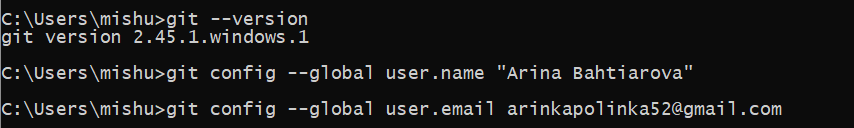 C:\Users\mishu>git --version
git version 2.45.1.windows.1
C:\Users\mishu>git config --global user.name "Arina Bahtiarova"
C:\Users\mishu>git config --global user.email arinkapolinka52@gmail.com